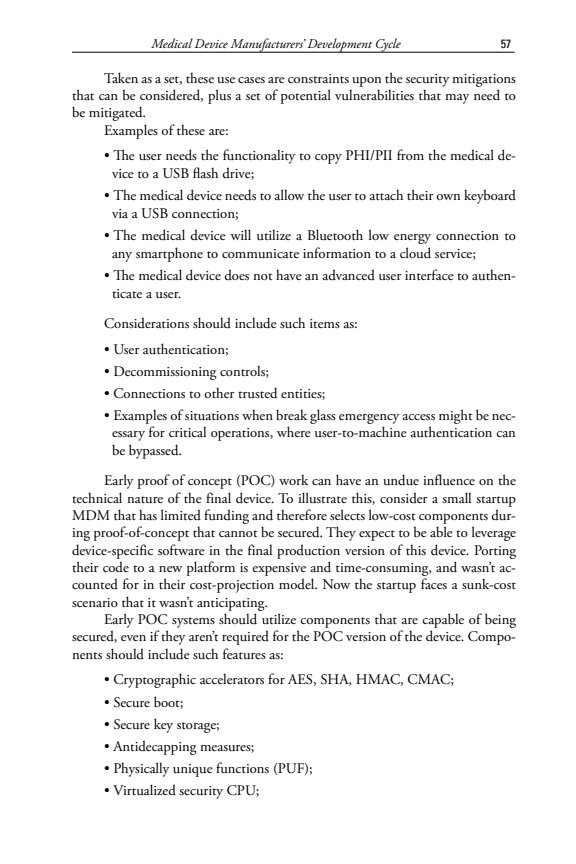 Medical Device Manufacturers' Development Cycle 57
Taken as a set, these use cases are constraints upon the security mitigations
that can be considered, plus a set of potential vulnerabilities that may need to
be mitigated.
Examples of these are:
• The user needs the functionality to copy PHI/PII from the medical de-
vice to a USB flash drive;
• The medical device needs to allow the user to attach their own keyboard
via a USB connection;
• The medical device will utilize a Bluetooth low energy connection to
any smartphone to communicate information to a cloud service;
• The medical device does not have an advanced user interface to authen-
ticate a user.
Considerations should include such items as:
• User authentication;
• Decommissioning controls;
• Connections to other trusted entities;
• Examples of situations when break glass emergency access might be nec-
essary for critical operations, where user-to-machine authentication can
be bypassed.
Early proof of concept (POC) work can have an undue influence on the
technical nature of the final device. To illustrate this, consider a small startup
MDM that has limited funding and therefore selects low-cost components dur-
ing proof-of-concept that cannot be secured. They expect to be able to leverage
device-specific software in the final production version of this device. Porting
their code to a new platform is expensive and time-consuming, and wasn't ac-
counted for in their cost-projection model. Now the startup faces a sunk-cost
scenario that it wasn't anticipating.
Early POC systems should utilize components that are capable of being
secured, even if they aren't required for the POC version of the device. Compo-
nents should include such features as:
• Cryptographic accelerators for AES, SHA, HMAC, CMAC;
• Secure boot;
• Secure key storage;
• Antidecapping measures;
• Physically unique functions (PUF);
• Virtualized security CPU;